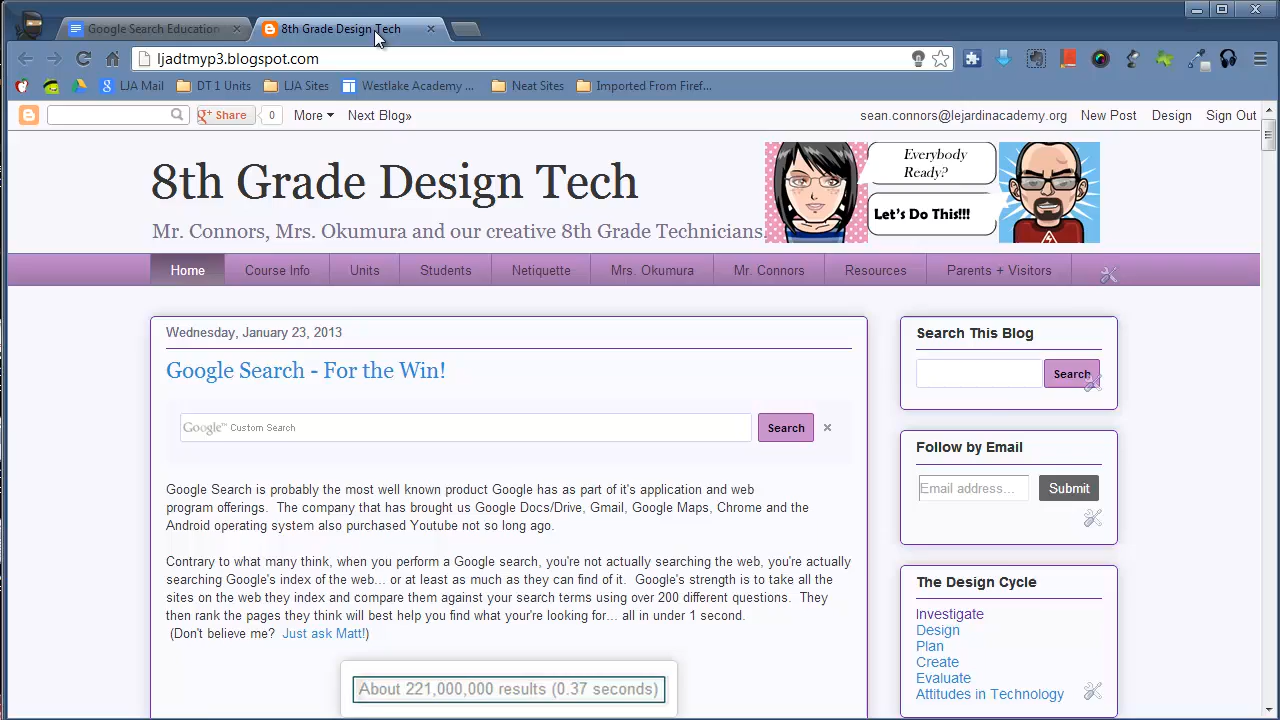 Google Search Education
8th Grade Design Tech
ljadtmyp3.blogspot.com
LJA Mail DT 1 Units LJA Sites Westlake Academy ... Neat Sites Imported From Firef...
Share 0 More Next Blog» sean.connors@lejardinacademy.org New Post Design Sign Out
8th Grade Design Tech
Mr. Connors, Mrs. Okumura and our creative 8th Grade Technicians.
Everybody
Ready?
Let's Do This!!!
Home Course Info Units Students Netiquette Mrs. Okumura Mr. Connors Resources Parents + Visitors
Wednesday, January 23, 2013
Google Search - For the Win!
Google™ Custom Search Search
Google Search is probably the most well known product Google has as part of it's application and web
program offerings. The company that has brought us Google Docs/Drive, Gmail, Google Maps, Chrome and the
Android operating system also purchased Youtube not so long ago.
Contrary to what many think, when you perform a Google search, you're not actually searching the web, you're actually
searching Google's index of the web... or at least as much as they can find of it. Google's strength is to take all the
sites on the web they index and compare them against your search terms using over 200 different questions. They
then rank the pages they think will best help you find what your're looking for... all in under 1 second.
(Don't believe me? Just ask Matt!)
About 221,000,000 results (0.37 seconds)
Search This Blog
Search
Follow by Email
Email address... Submit
The Design Cycle
Investigate
Design
Plan
Create
Evaluate
Attitudes in Technology